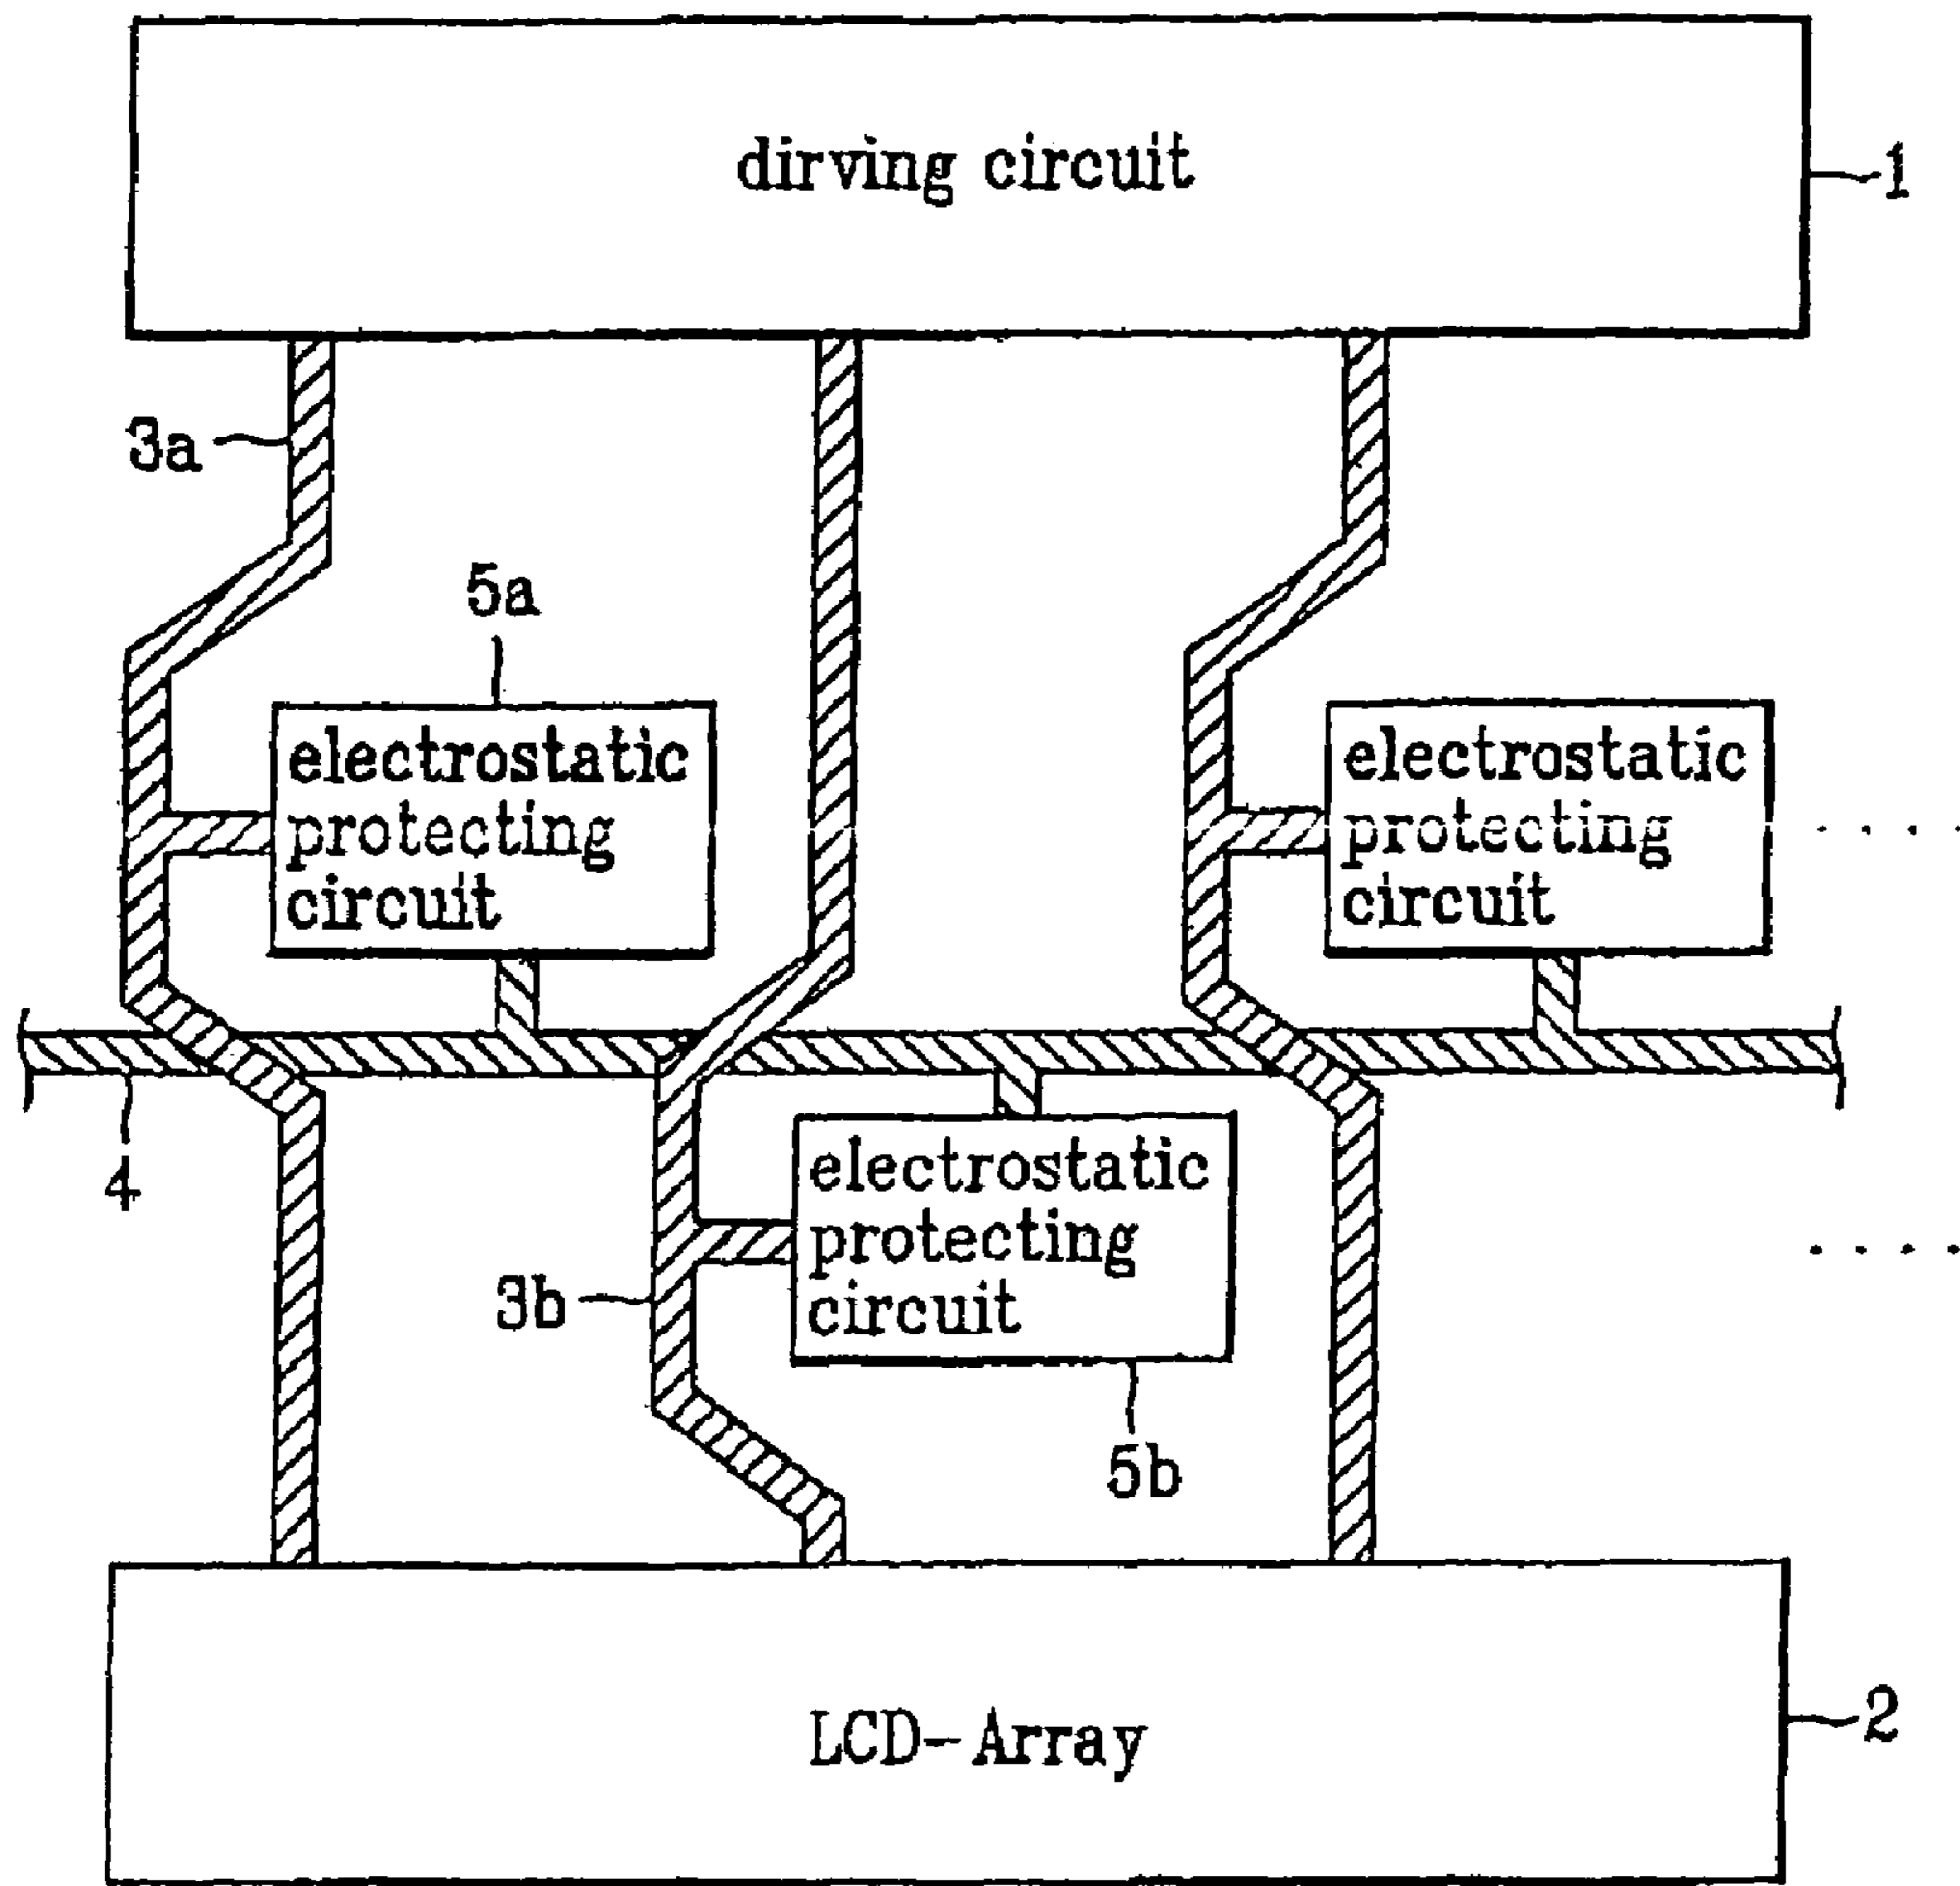 dirving circuit
1
3a
5a
electrostatic
protecting
circuit
electrostatic
protecting
circuit
. . . .
4
electrostatic
protecting
circuit
. . . .
3b
5b
LCD-Array
2